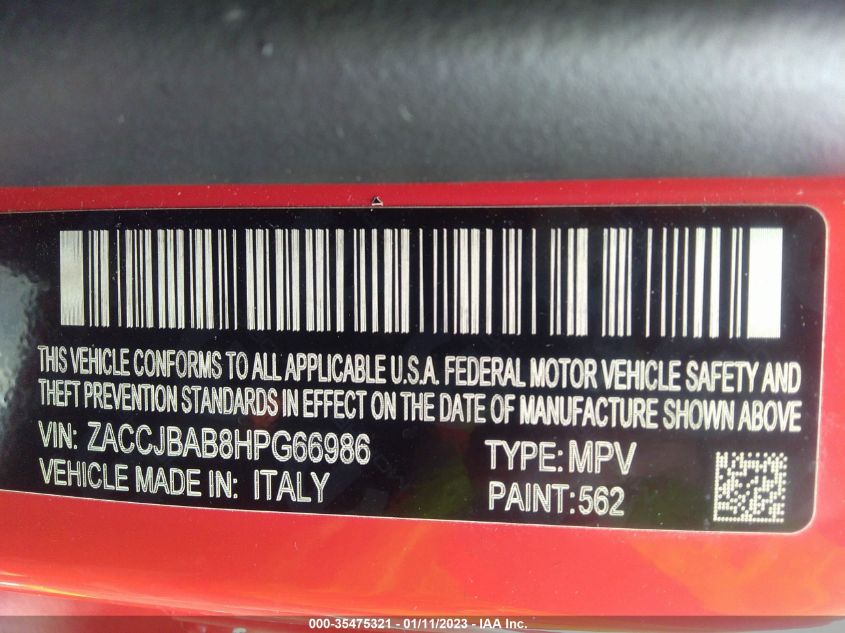 THIS VEHICLE CONFORMS TO ALL APPLICABLE U.S.A. FEDERAL MOTOR VEHICLE SAFETY AND
THEFT PREVENTION STANDARDS IN EFFECT ON THE DATE OF MANUFACTURE SHOWN ABOVE
VIN: ZACCJBAB8HPG66986 TYPE: MPV
VEHICLE MADE IN: ITALY PAINT:562
000-35475321 - 01/11/2023 - IAA Inc.